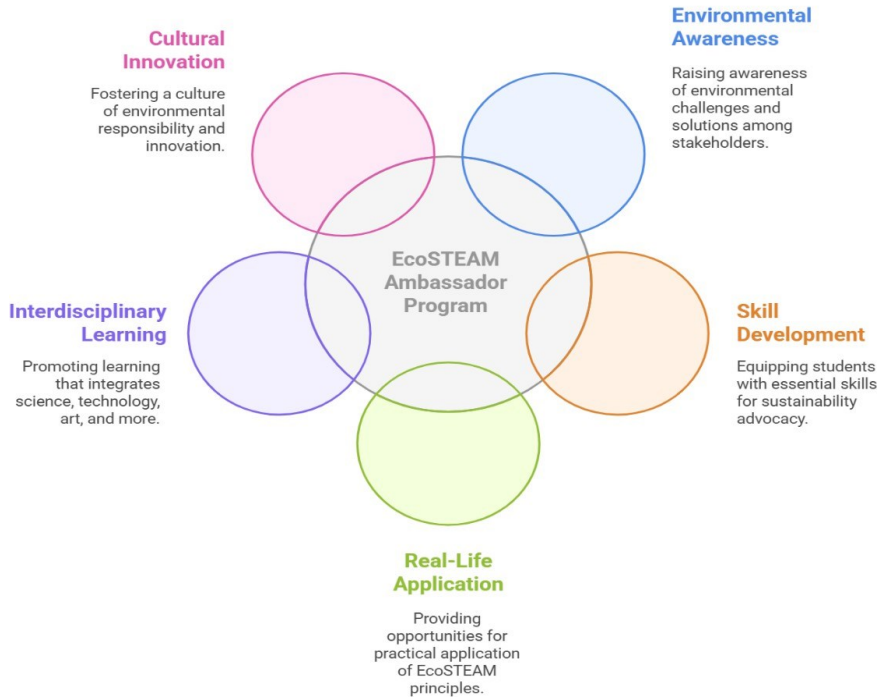 Cultural
Innovation
Fostering a culture
of environmental
responsibility and
innovation.
Environmental
Awareness
Raising awareness
of environmental
challenges and
solutions among
stakeholders.
EcoSTEAM
Ambassador
Program
Interdisciplinary
Learning
Promoting learning
that integrates
science, technology,
art, and more.
Skill
Development
Equipping students
with essential skills
for sustainability
advocacy.
Real-Life
Application
Providing
opportunities for
practical application
of EcoSTEAM
principles.